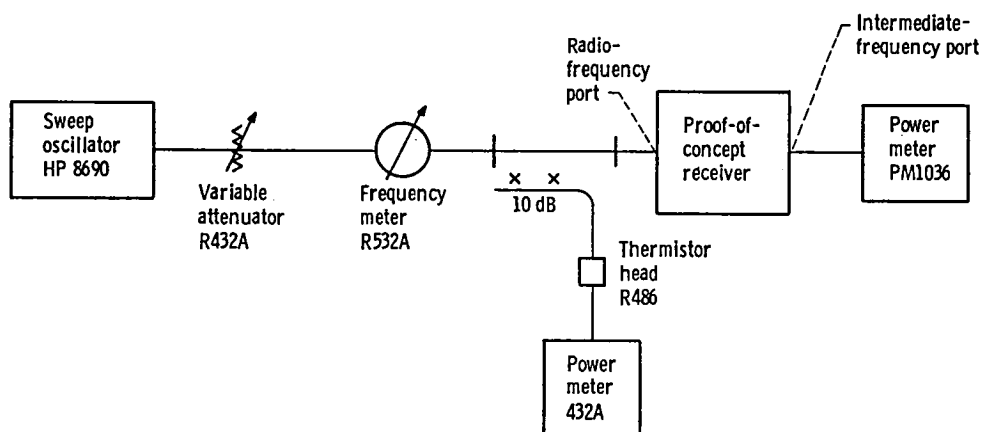 Sweep
oscillator
HP 8690
Variable
attenuator
R432A
Frequency
meter
R532A
10 dB
Thermistor
head
R486
Power
meter
432A
Radio-
frequency
port
Proof-of-
concept
receiver
Intermediate-
frequency port
Power
meter
PM1036